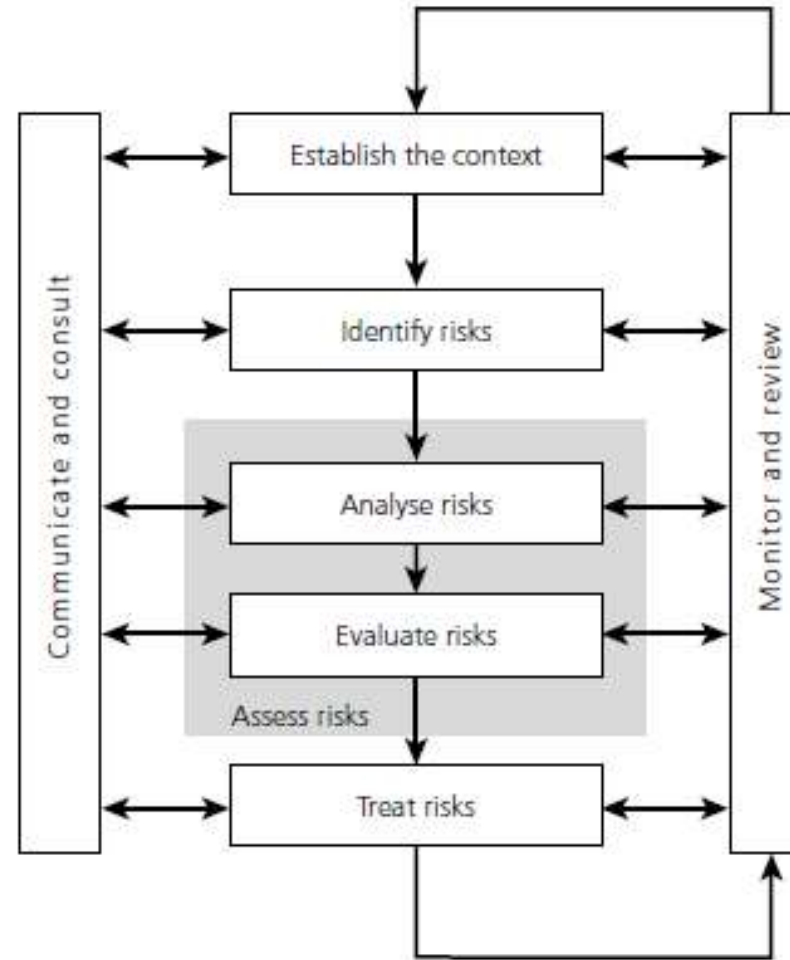 Establish the context
Communicate and consult
Identify risks
Monitor and review
Analyse risks
Evaluate risks
Assess risks
Treat risks